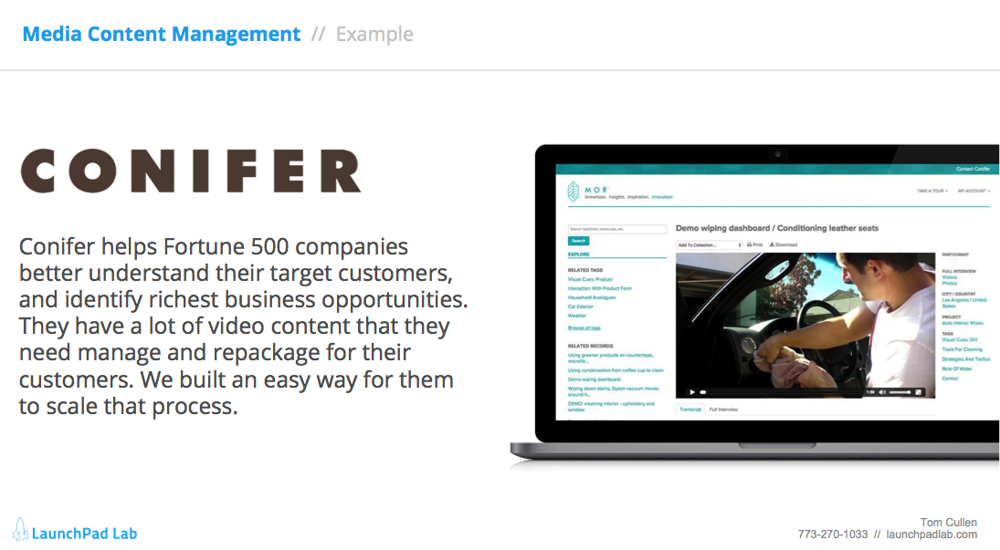 Media Content Management // Example
CONIFER
Conifer helps Fortune 500 companies
better understand their target customers,
and identify richest business opportunities.
They have a lot of video content that they
need manage and repackage for their
customers. We built an easy way for them
to scale that process.
Contact Conifer
MOR
Immersion. Insights. Inspiration. Innovation
TAKE A TOUR
MY ACCOUNT
Search headlines, transcripts, etc.
Search
EXPLORE
RELATED TAGS
Visual Cues: Product
Interaction With Product Form
Household Analogues
Car Exterior
Weather
Browse all tags
RELATED RECORDS
Using greener products on countertops,
microfib...
Using condensation from coffee cup to clean
Demo wiping dashboard
Wiping down stains, Dyson vacuum moves
around h...
DEMO: cleaning interior - upholstery and
window
Demo wiping dashboard / Conditioning leather seats
Add To Collection...
Print
Download
Transcript
Full Interview
PARTICIPANT
FULL INTERVIEW
Videos
Photos
CITY / COUNTRY
Los Angeles / United
States
PROJECT
Auto Interior Wipes
TAGS
Visual Cues: Dirt
Tools For Cleaning
Strategies And Tactics
Role Of Water
Control
LaunchPad Lab
Tom Cullen
773-270-1033 // launchpadlab.com